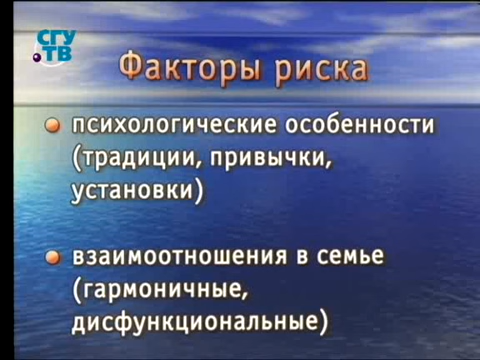 СГУ
ТВ
Факторы риска
психологические особенности
(традиции, привычки,
установки)
взаимоотношения в семье
(гармоничные,
дисфункциональные)